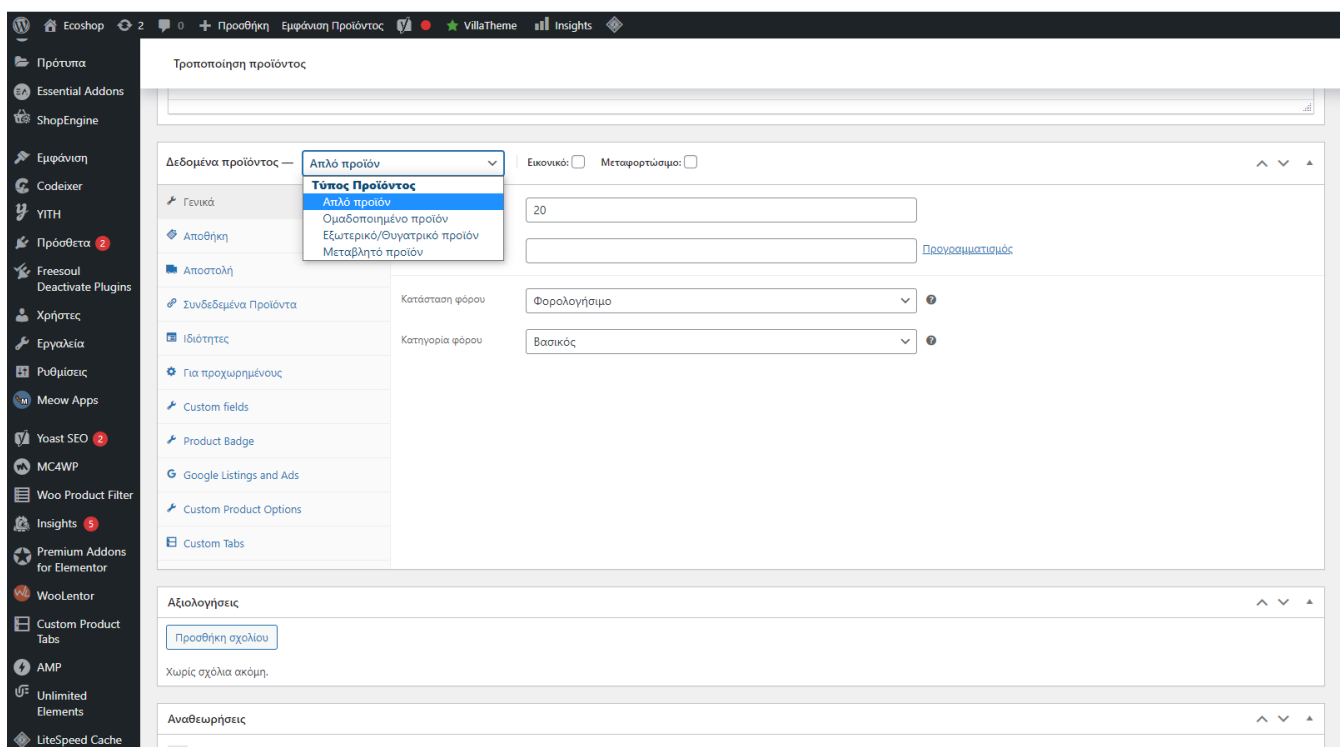 Ecoshop 2 0 + Προσθήκη Εμφάνιση Προϊόντος VillaTheme Insights
Πρότυπα
Essential Addons
ShopEngine
Εμφάνιση
Codeixer
YITH
Πρόσθετα 2
Freesoul
Deactivate Plugins
Χρήστες
Εργαλεία
Ρυθμίσεις
Meow Apps
Yoast SEO 2
MC4WP
Woo Product Filter
Insights 5
Premium Addons
for Elementor
WooLentor
Custom Product
Tabs
AMP
Unlimited
Elements
LiteSpeed Cache
Τροποποίηση προϊόντος
Δεδομένα προϊόντος — Απλό προϊόν Εικονικό: Μεταφορτώσιμο:
Τύπος Προϊόντος
Απλό προϊόν
Ομαδοποιημένο προϊόν
Εξωτερικό/Θυγατρικό προϊόν
Μεταβλητό προϊόν
Γενικά
Αποθήκη
Αποστολή
Συνδεδεμένα Προϊόντα
Ιδιότητες
Για προχωρημένους
Custom fields
Product Badge
Google Listings and Ads
Custom Product Options
Custom Tabs
20
Προγραμματισμός
Κατάσταση φόρου Φορολογήσιμο
Κατηγορία φόρου Βασικός
Αξιολογήσεις
Προσθήκη σχολίου
Χωρίς σχόλια ακόμη.
Αναθεωρήσεις